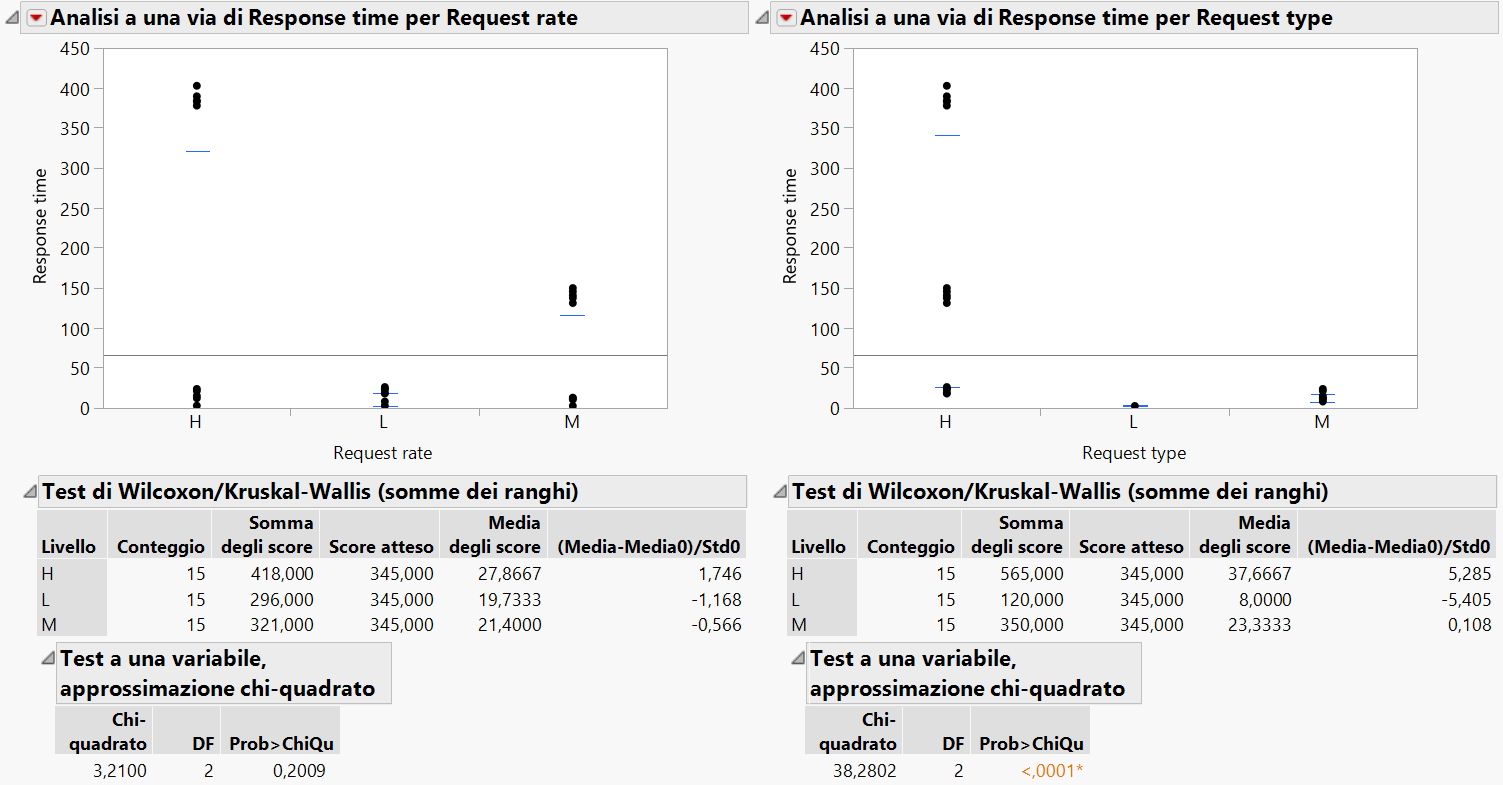 Analisi a una via di Response time per Request rate
450
400
350
300
250
200
150
100
50
0
Response time
H
L
M
Request rate
Test di Wilcoxon/Kruskal-Wallis (somme dei ranghi)
Livello Conteggio Somma degli score Score atteso Media degli score (Media-Media0)/Std0
H 15 418,000 345,000 27,8667 1,746
L 15 296,000 345,000 19,7333 -1,168
M 15 321,000 345,000 21,4000 -0,566
Test a una variabile,
approssimazione chi-quadrato
Chi-quadrato DF Prob>ChiQu
3,2100 2 0,2009
Analisi a una via di Response time per Request type
450
400
350
300
250
200
150
100
50
0
Response time
H
L
M
Request type
Test di Wilcoxon/Kruskal-Wallis (somme dei ranghi)
Livello Conteggio Somma degli score Score atteso Media degli score (Media-Media0)/Std0
H 15 565,000 345,000 37,6667 5,285
L 15 120,000 345,000 8,0000 -5,405
M 15 350,000 345,000 23,3333 0,108
Test a una variabile,
approssimazione chi-quadrato
Chi-quadrato DF Prob>ChiQu
38,2802 2 <,0001*